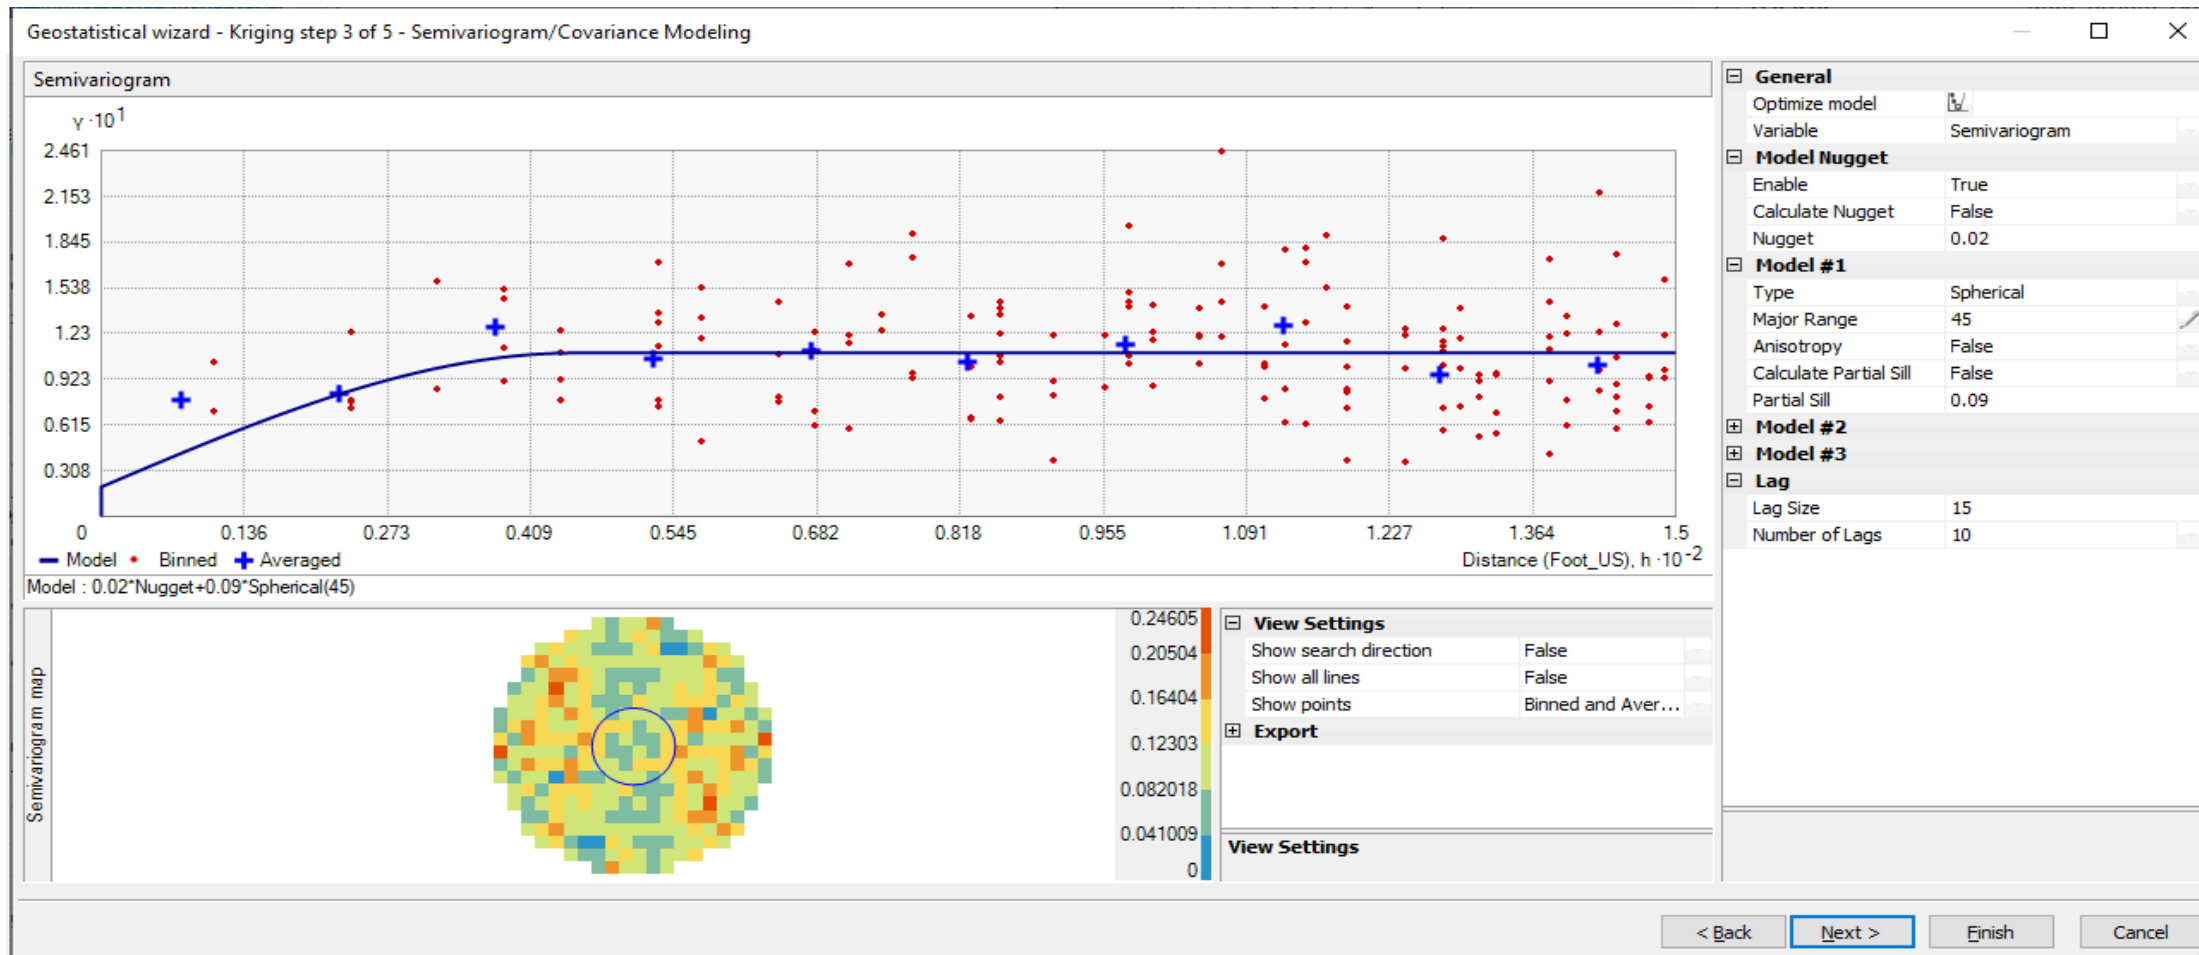 Geostatistical wizard - Kriging step 3 of 5 - Semivariogram/Covariance Modeling
Semivariogram
γ ·10¹
2.461
2.153
1.845
1.538
1.23
0.923
0.615
0.308
0 0.136 0.273 0.409 0.545 0.682 0.818 0.955 1.091 1.227 1.364 1.5
Model Binned Averaged
Distance (Foot_US), h ·10⁻²
Model : 0.02*Nugget+0.09*Spherical(45)
Semivariogram map
0.24605
0.20504
0.16404
0.12303
0.082018
0.041009
0
View Settings
Show search direction False
Show all lines False
Show points Binned and Aver...
Export
View Settings
General
Optimize model
Variable Semivariogram
Model Nugget
Enable True
Calculate Nugget False
Nugget 0.02
Model #1
Type Spherical
Major Range 45
Anisotropy False
Calculate Partial Sill False
Partial Sill 0.09
Model #2
Model #3
Lag
Lag Size 15
Number of Lags 10
< Back Next > Finish Cancel